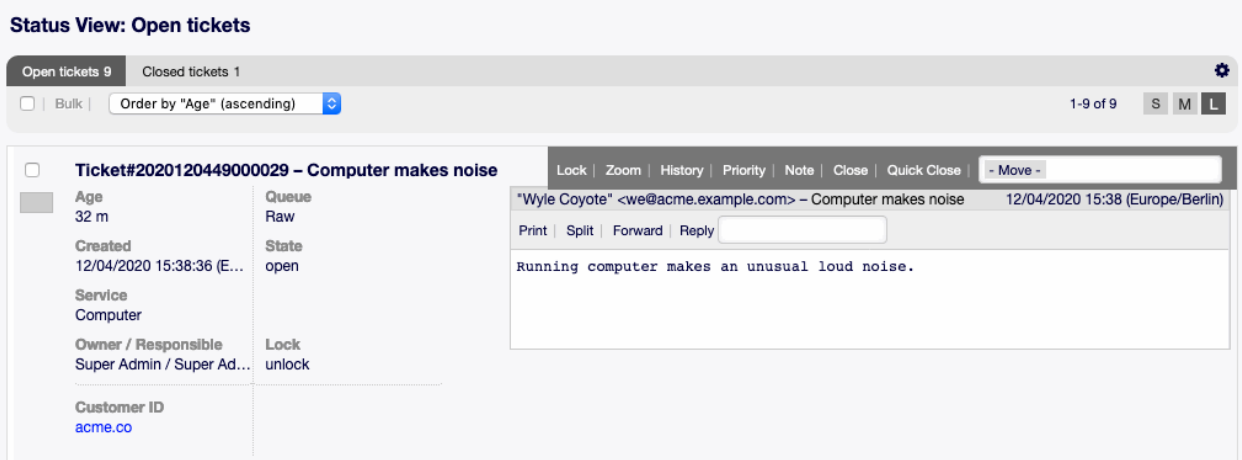 Status View: Open tickets
Open tickets 9 Closed tickets 1
| Bulk | Order by "Age" (ascending) 1-9 of 9 S M L
Ticket#2020120449000029 – Computer makes noise
Lock | Zoom | History | Priority | Note | Close | Quick Close | - Move -
Age Queue
32 m Raw
Created State
12/04/2020 15:38:36 (E... open
Service
Computer
Owner / Responsible Lock
Super Admin / Super Ad... unlock
Customer ID
acme.co
"Wyle Coyote" <we@acme.example.com> – Computer makes noise 12/04/2020 15:38 (Europe/Berlin)
Print | Split | Forward | Reply
Running computer makes an unusual loud noise.